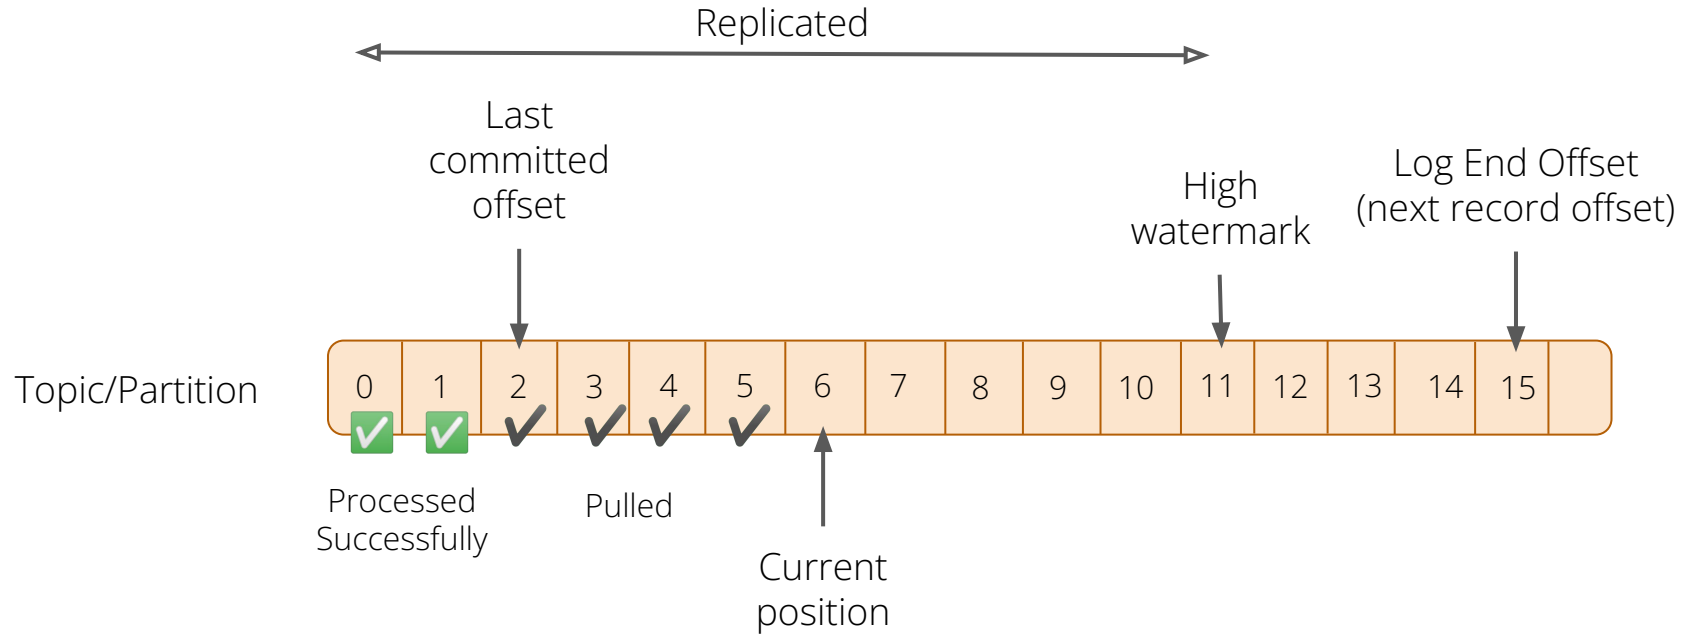 Replicated
Last
committed
offset
High
watermark
Log End Offset
(next record offset)
Topic/Partition
0 1 2 3 4 5 6 7 8 9 10 11 12 13 14 15
Processed
Successfully
Pulled
Current
position